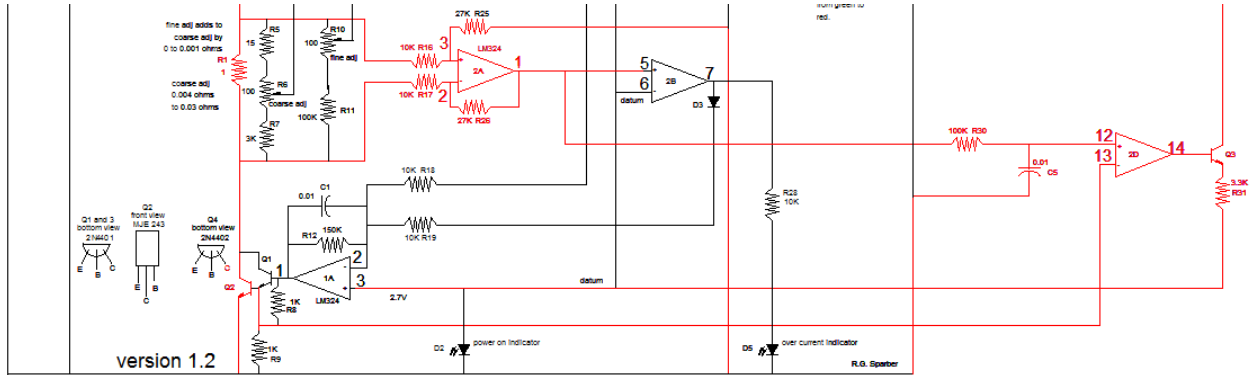 from green to
red.
fine adj adds to
coarse adj by
0 to 0.001 ohms
R5
15
R10
100
fine adj
27K R25
R1
1
10K R16
3
LM324
2A
1
coarse adj
0.004 ohms
to 0.03 ohms
R6
100
coarse adj
10K R17
2
27K R26
5
6
2B
7
datum
D3
R11
100K
R7
3K
100K R30
12
13
2D
14
Q3
0.01
C5
3.3K
R31
10K R18
C1
0.01
R28
10K
Q1 and 3
bottom view
2N4401
Q2
front view
MJE 243
Q4
bottom view
2N4402
150K
R12
10K R19
E
B
C
E
B
C
E
B
C
Q1
1
2
1A
3
LM324
datum
Q2
1K
R8
2.7V
1K
R9
version 1.2
D2
power on Indicator
D5
over current Indicator
R.G. Sparber